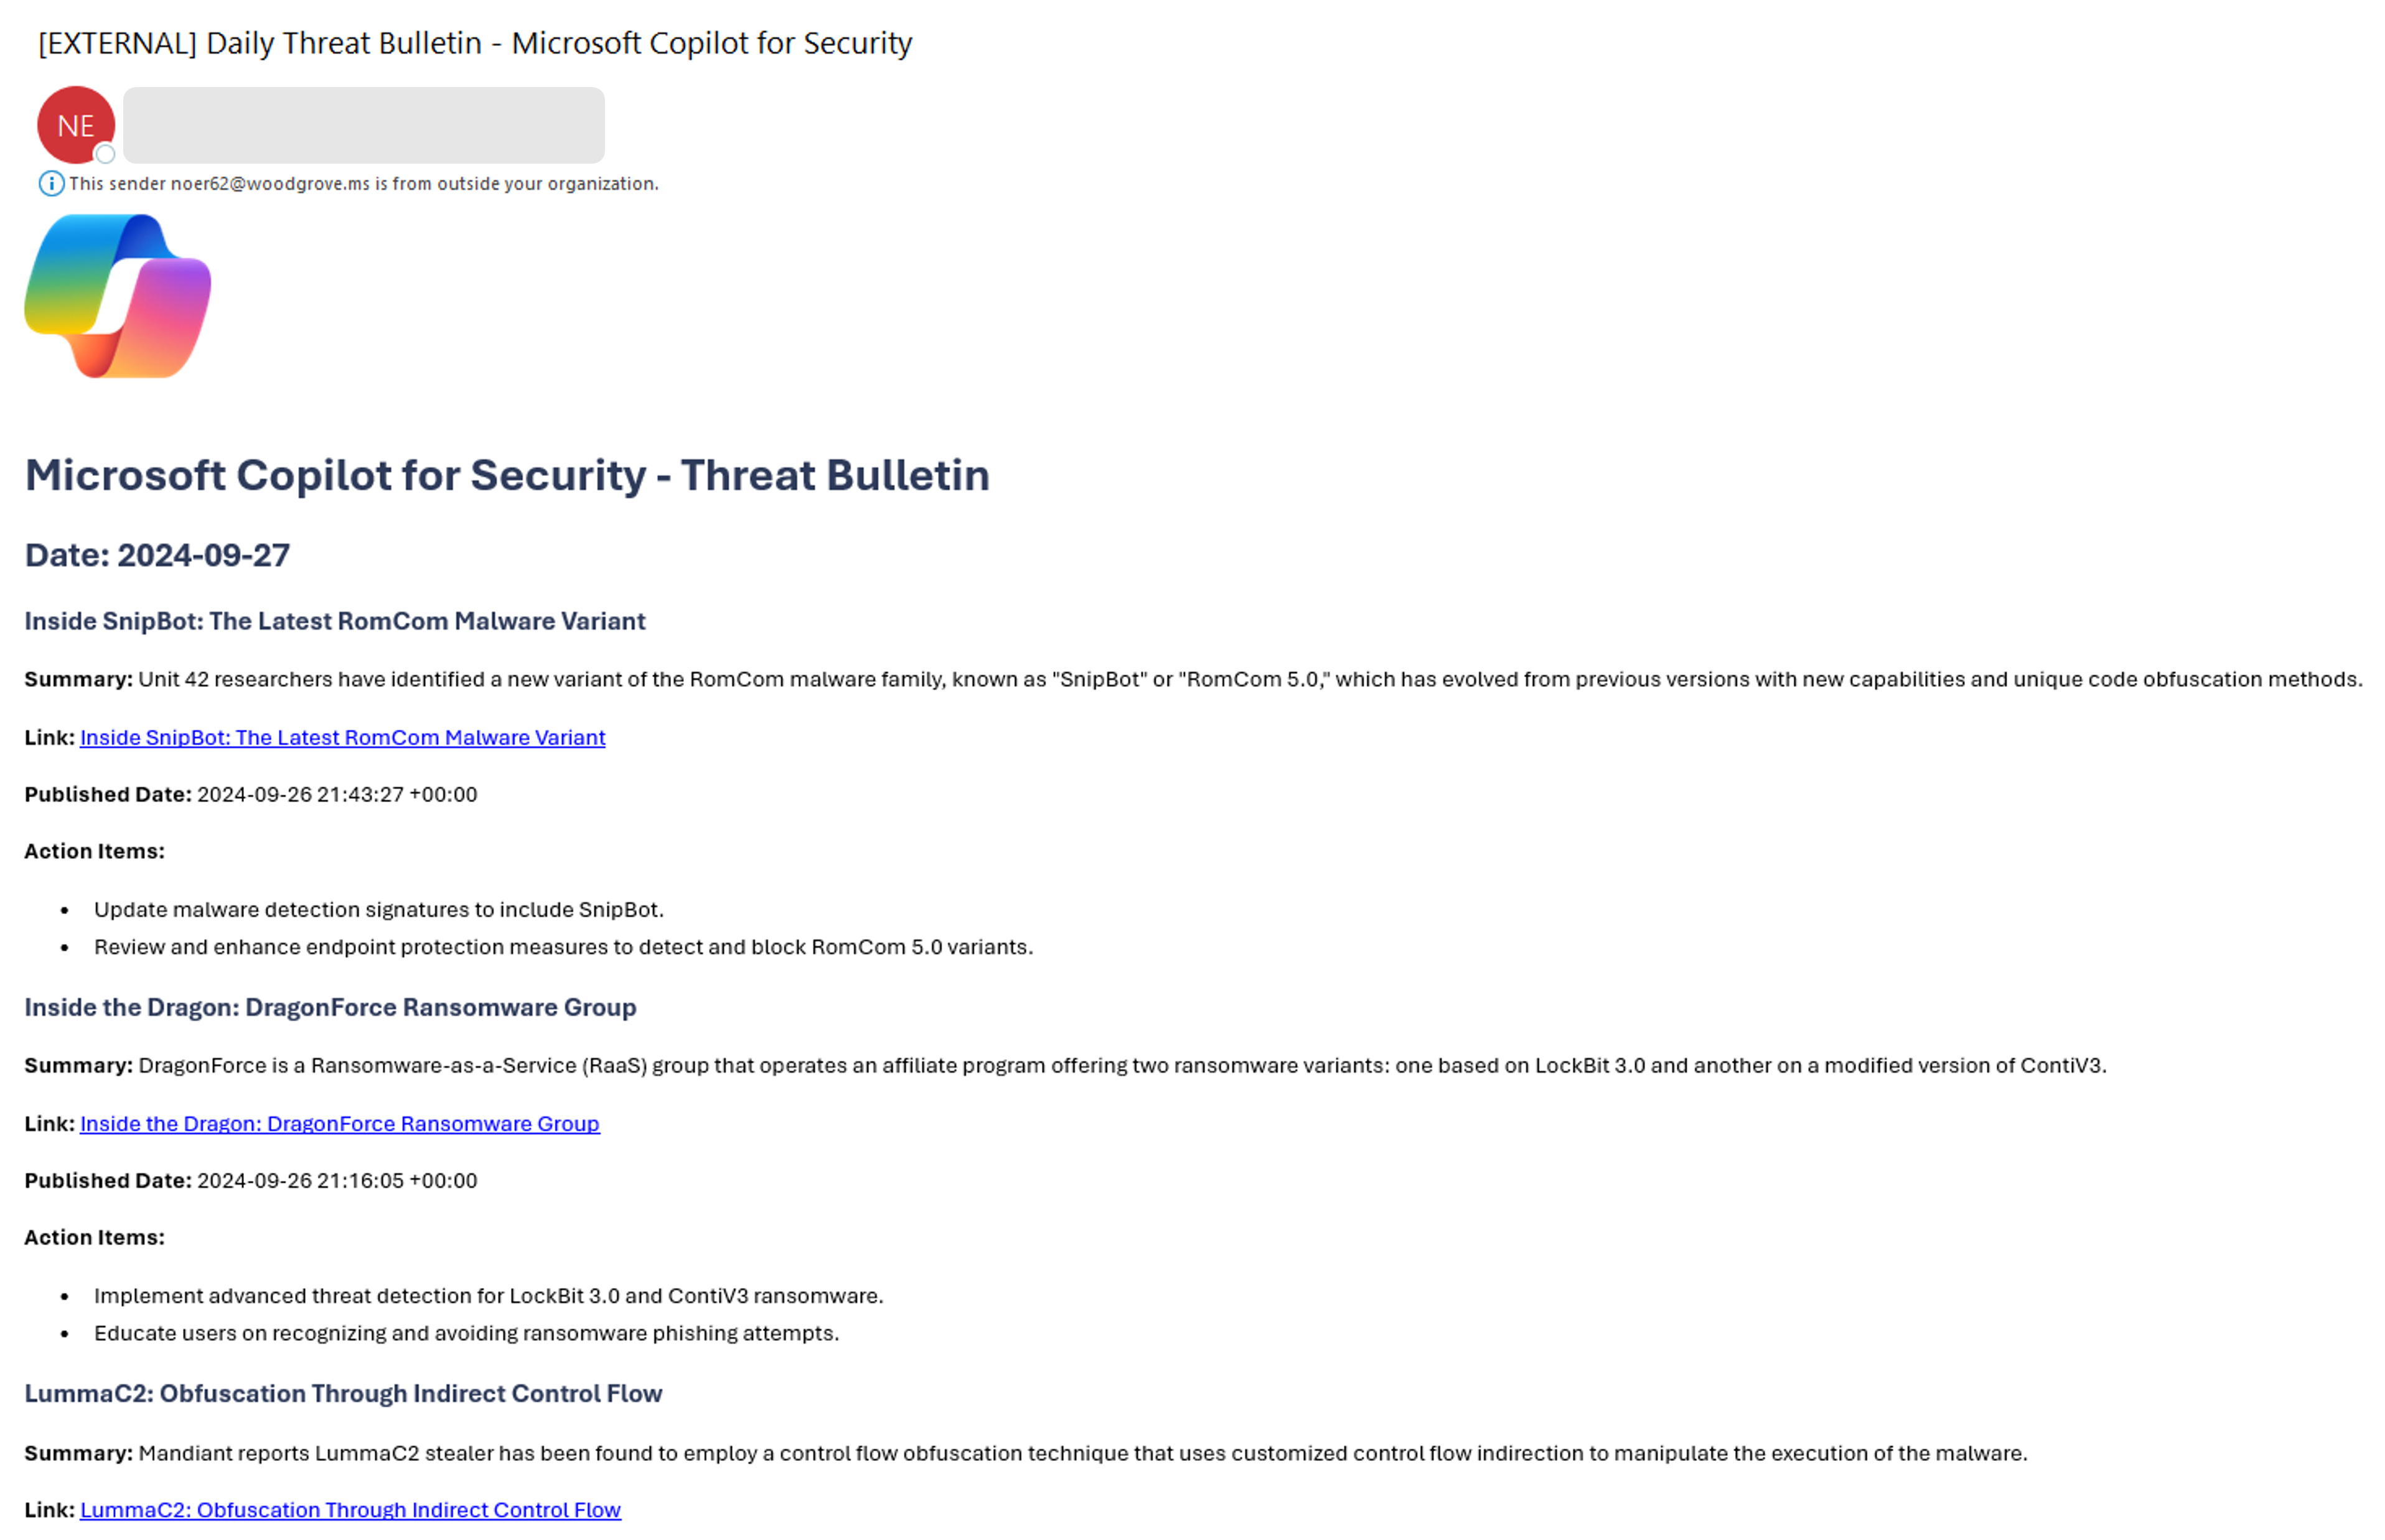 [EXTERNAL] Daily Threat Bulletin - Microsoft Copilot for Security
NE
This sender noer62@woodgrove.ms is from outside your organization.
Microsoft Copilot for Security - Threat Bulletin
Date: 2024-09-27
Inside SnipBot: The Latest RomCom Malware Variant
Summary: Unit 42 researchers have identified a new variant of the RomCom malware family, known as "SnipBot" or "RomCom 5.0," which has evolved from previous versions with new capabilities and unique code obfuscation methods.
Link: Inside SnipBot: The Latest RomCom Malware Variant
Published Date: 2024-09-26 21:43:27 +00:00
Action Items:
• Update malware detection signatures to include SnipBot.
• Review and enhance endpoint protection measures to detect and block RomCom 5.0 variants.
Inside the Dragon: DragonForce Ransomware Group
Summary: DragonForce is a Ransomware-as-a-Service (RaaS) group that operates an affiliate program offering two ransomware variants: one based on LockBit 3.0 and another on a modified version of ContiV3.
Link: Inside the Dragon: DragonForce Ransomware Group
Published Date: 2024-09-26 21:16:05 +00:00
Action Items:
• Implement advanced threat detection for LockBit 3.0 and ContiV3 ransomware.
• Educate users on recognizing and avoiding ransomware phishing attempts.
LummaC2: Obfuscation Through Indirect Control Flow
Summary: Mandiant reports LummaC2 stealer has been found to employ a control flow obfuscation technique that uses customized control flow indirection to manipulate the execution of the malware.
Link: LummaC2: Obfuscation Through Indirect Control Flow